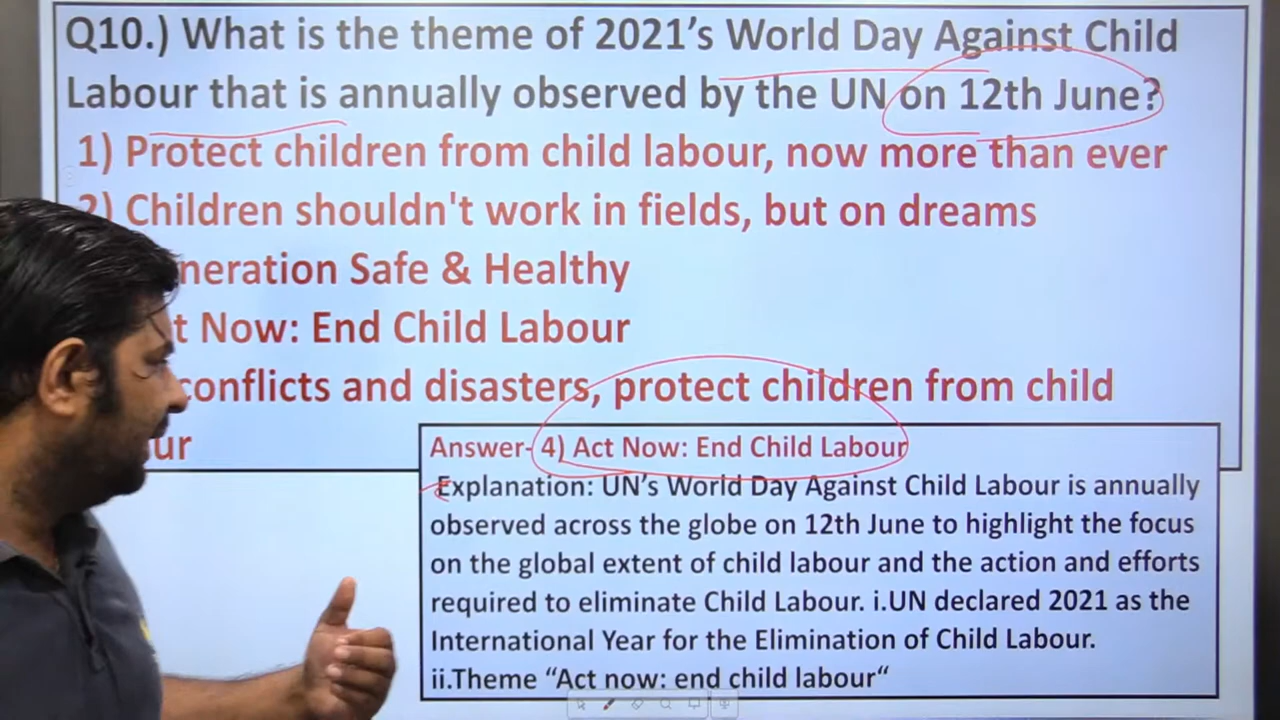 Q10.) What is the theme of 2021’s World Day Against Child
Labour that is annually observed by the UN on 12th June?
1) Protect children from child labour, now more than ever
2) Children shouldn't work in fields, but on dreams
neration Safe & Healthy
t Now: End Child Labour
conflicts and disasters, protect children from child
ur
Answer- 4) Act Now: End Child Labour
Explanation: UN’s World Day Against Child Labour is annually
observed across the globe on 12th June to highlight the focus
on the global extent of child labour and the action and efforts
required to eliminate Child Labour. i.UN declared 2021 as the
International Year for the Elimination of Child Labour.
ii.Theme “Act now: end child labour“